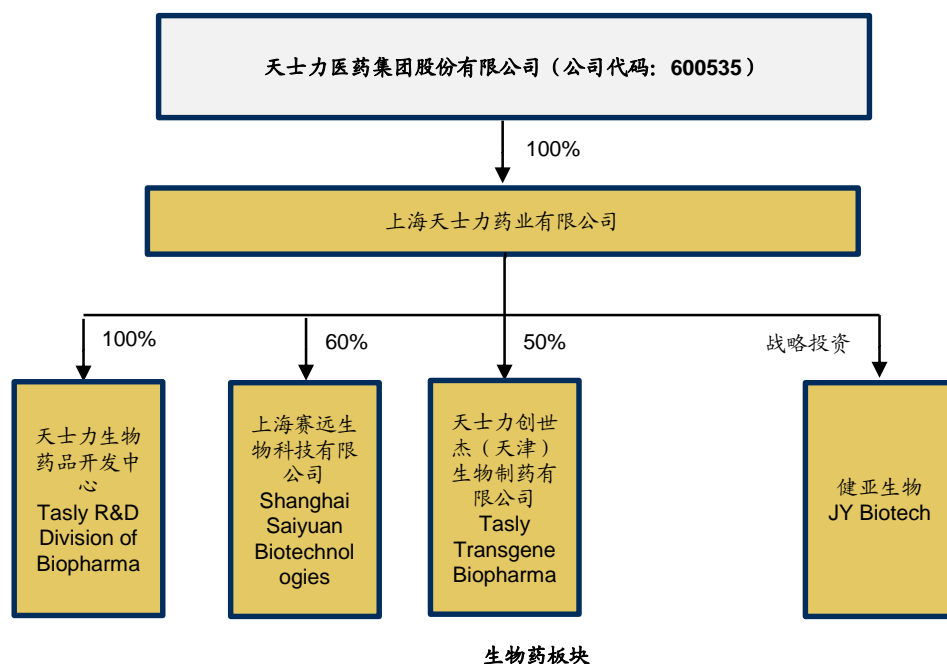 天士力医药集团股份有限公司（公司代码：600535）
100%
上海天士力药业有限公司
100%
60%
50%
战略投资
天士力生物
药品开发中
心
Tasly R&D
Division of
Biopharma
上海赛远生
物科技有限
公司
Shanghai
Saiyuan
Biotechnol
ogies
天士力创世
杰（天津）
生物制药有
限公司
Tasly
Transgene
Biopharma
健亚生物
JY Biotech
生物药板块